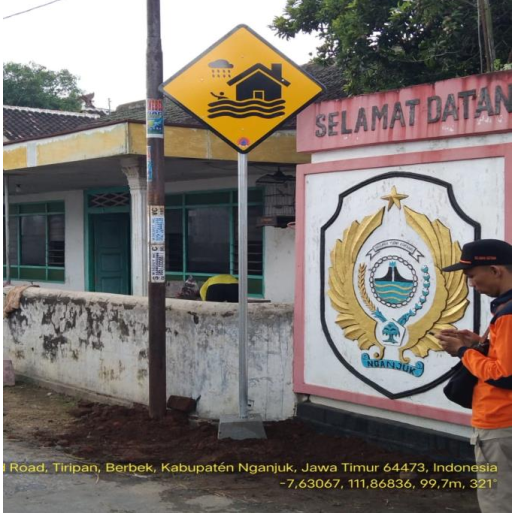 SELAMAT DATAN
NGANJUK
d Road, Tiripan, Berbek, Kabupatén Nganjuk, Jawa Timur 64473, Indonesia
-7,63067, 111,86836, 99,7m, 321°